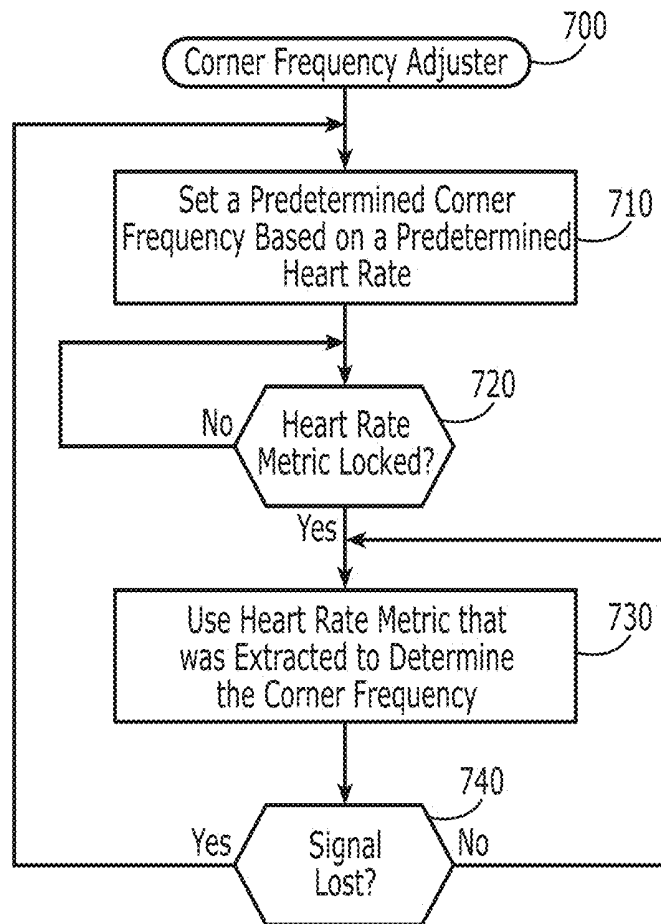 700
Corner Frequency Adjuster
Set a Predetermined Corner
Frequency Based on a Predetermined
Heart Rate
710
720
No
Heart Rate
Metric Locked?
Yes
Use Heart Rate Metric that
was Extracted to Determine
the Corner Frequency
730
740
Yes
Signal
Lost?
No